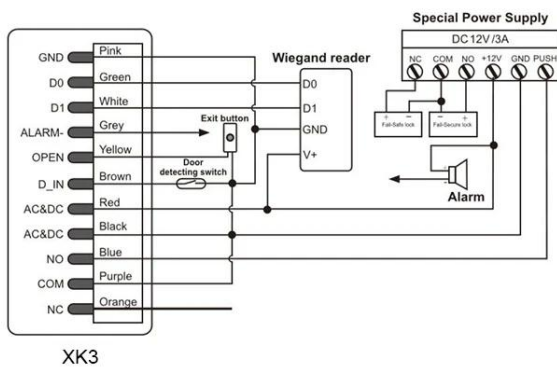 Special Power Supply
DC 12V /3A
NC COM NO +12V GND PUSH
GND Pink
D0 Green
D1 White
ALARM- Grey
OPEN Yellow
D_IN Brown
AC&DC Red
AC&DC Black
NO Blue
COM Purple
NC Orange
XK3
Exit button
Door
detecting switch
Wiegand reader
D0
D1
GND
V+
+ - - +
Fail-Safe lock Fail-Secure lock
Alarm